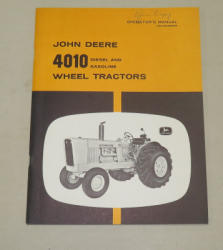 OPERATOR'S MANUAL
JOHN DEERE
4010 DIESEL AND
GASOLINE
WHEEL TRACTORS